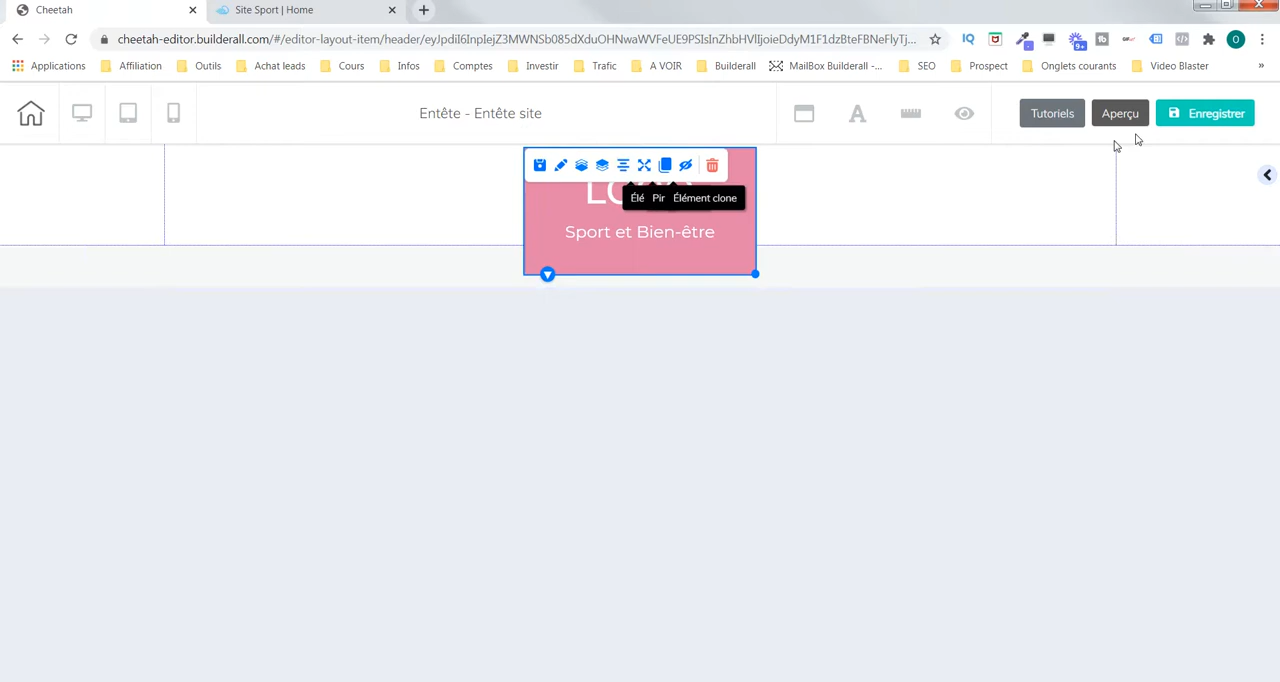 Cheetah
Site Sport | Home
cheetah-editor.builderall.com/#/editor-layout-item/header/eyJpdiI6InpIejZ3MWNSb085dXduOHNwaWVFeUE9PSIsInZhbHVlIjoieDdyM1F1dzBteFBNeFlyTj...
Applications
Affiliation
Outils
Achat leads
Cours
Infos
Comptes
Investir
Trafic
A VOIR
Builderall
MailBox Builderall -...
SEO
Prospect
Onglets courants
Video Blaster
»
Entête - Entête site
Tutoriels
Aperçu
Enregistrer
Élé
Pir
Élément clone
Sport et Bien-être